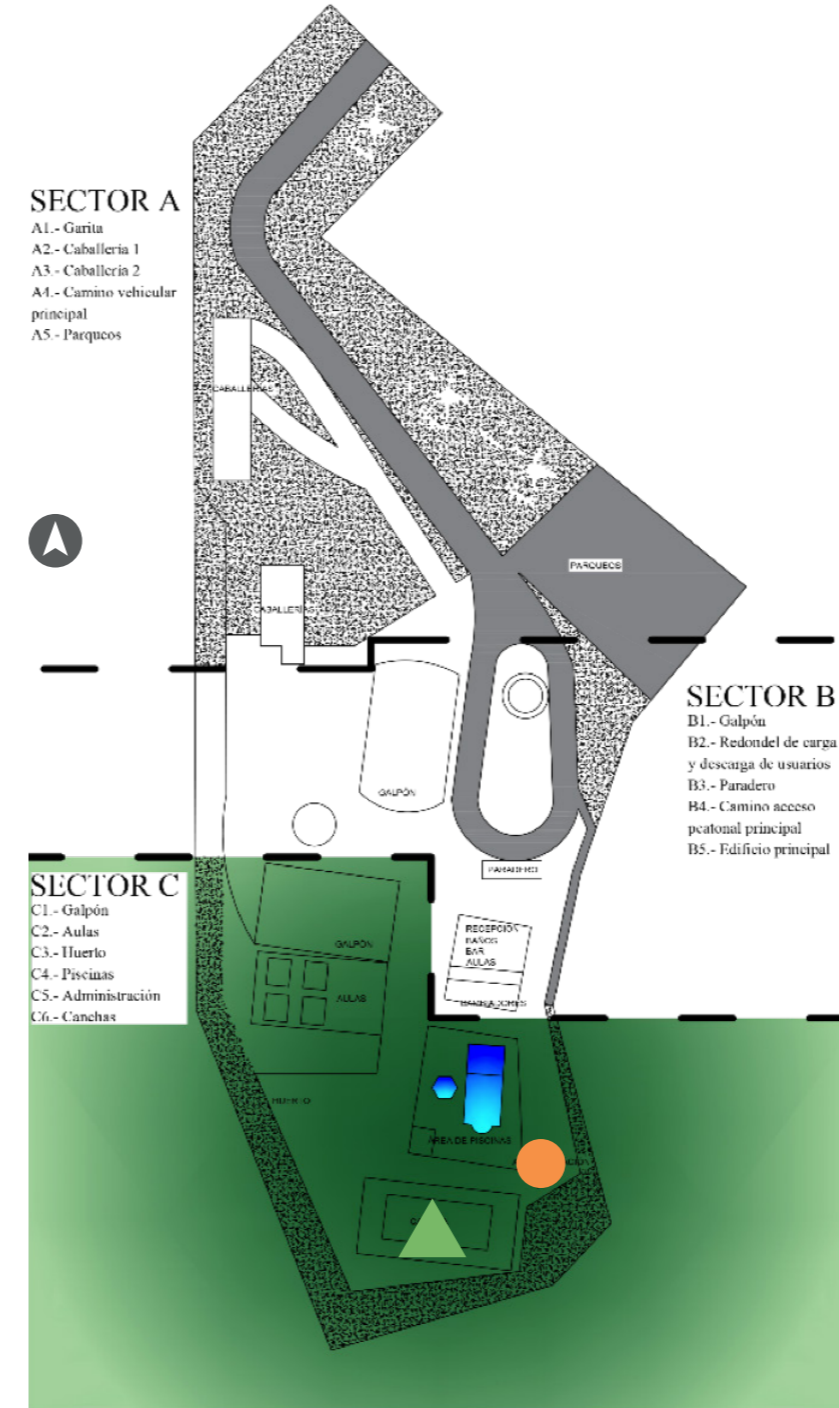 SECTOR A
A1.- Garita
A2.- Caballería 1
A3.- Caballería 2
A4.- Camino vehicular
principal
A5.- Parqueos
CABALLERÍAS
PARQUEOS
CABALLERÍAS
SECTOR B
B1.- Galpón
B2.- Redondel de carga
y descarga de usuarios
B3.- Paradero
B4.- Camino acceso
peatonal principal
B5.- Edificio principal
GALPÓN
PARADERO
SECTOR C
C1.- Galpón
C2.- Aulas
C3.- Huerto
C4.- Piscinas
C5.- Administración
C6.- Canchas
RECEPCIÓN
BAÑOS
BAR
AULAS
GALPÓN
AULAS
HUERTO
ÁREA DE PISCINAS